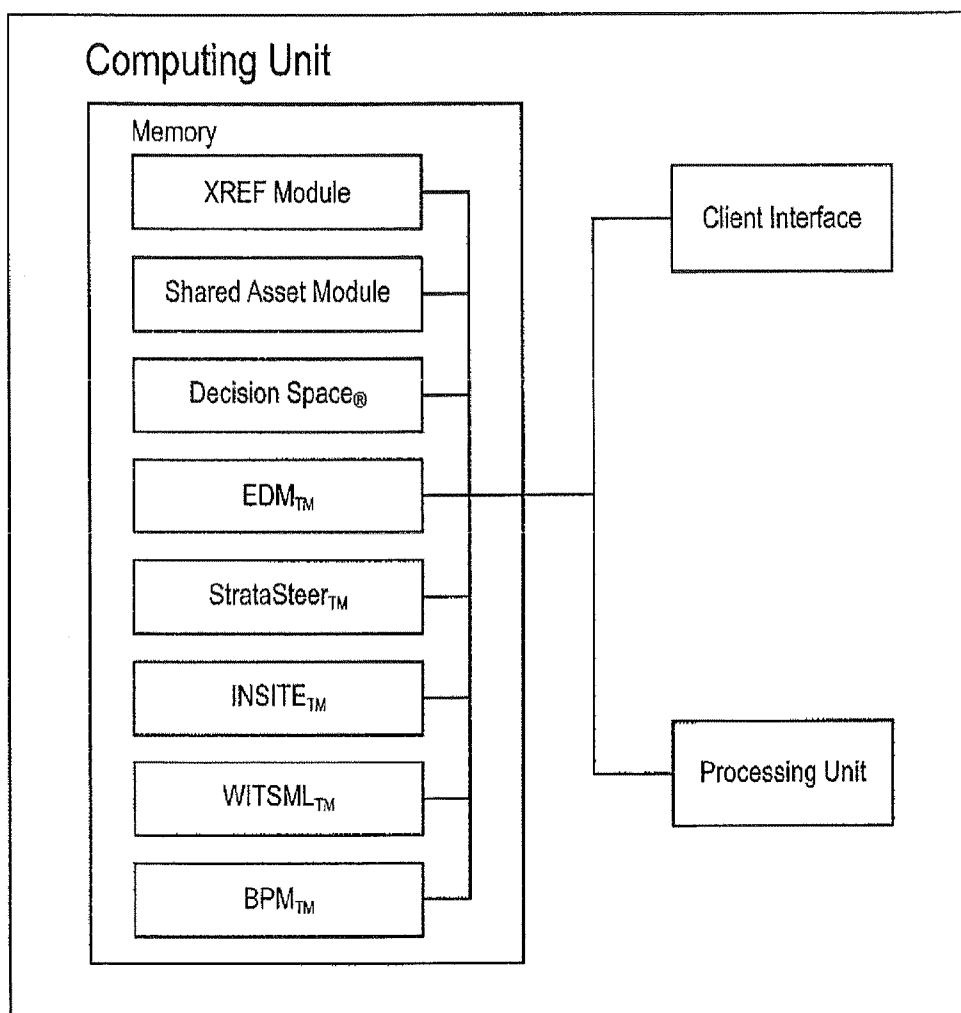 Computing Unit
Memory
XREF Module
Shared Asset Module
Decision Space®
EDM™
StrataSteer™
INSITE™
WITSML™
BPM™
Client Interface
Processing Unit